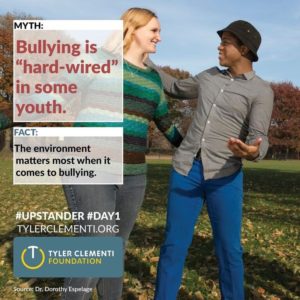 MYTH:
Bullying is
"hard-wired"
in some
youth.
FACT:
The environment
matters most when it
comes to bullying.
#UPSTANDER #DAY1
TYLERCLEMENTI.ORG
TYLER CLEMENTI
FOUNDATION
Source: Dr. Dorothy Espelage